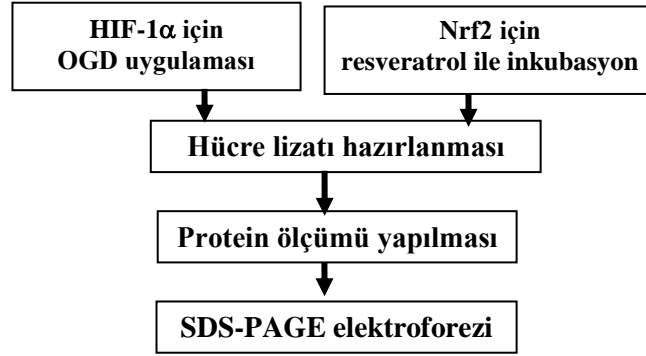 HIF-1α için
OGD uygulaması
Nrf2 için
resveratrol ile inkubasyon
Hücre lizatı hazırlanması
Protein ölçümü yapılması
SDS-PAGE elektroforezi